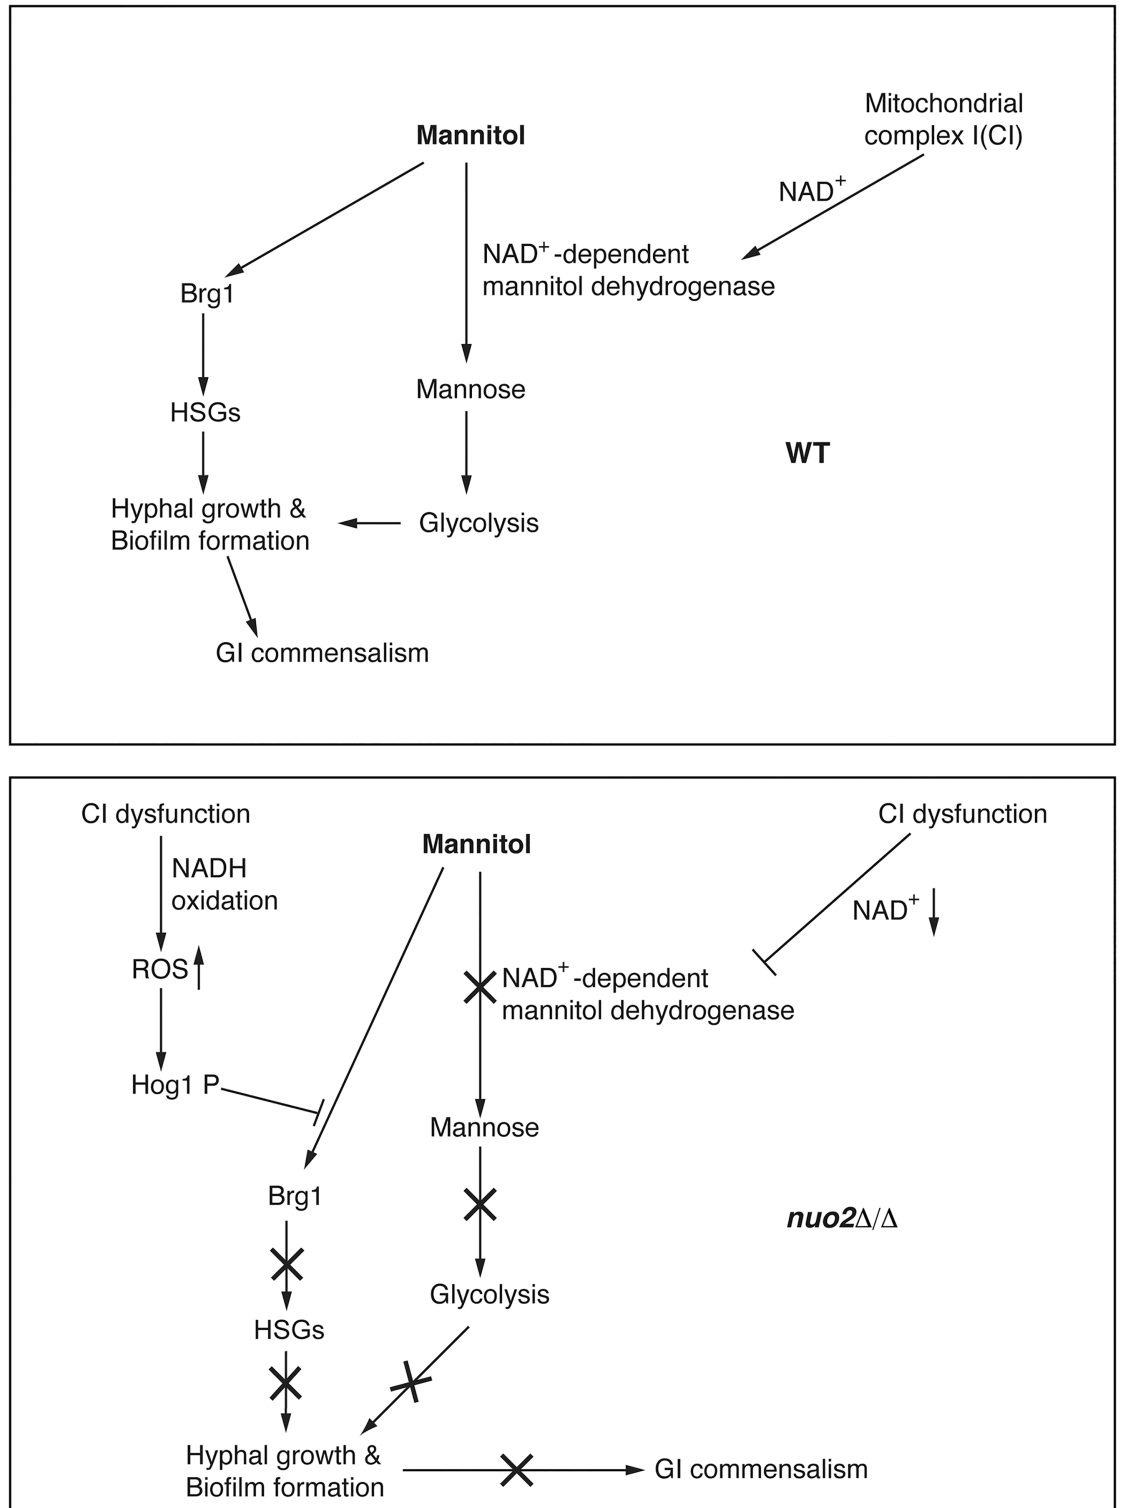 Mitochondrial
complex I(CI)
Mannitol
NAD+
NAD+-dependent
mannitol dehydrogenase
Brg1
Mannose
HSGs
WT
Hyphal growth &
Biofilm formation
Glycolysis
GI commensalism
CI dysfunction
CI dysfunction
Mannitol
NADH
oxidation
NAD+
ROS
NAD+-dependent
mannitol dehydrogenase
Hog1 P
Mannose
Brg1
nuo2Δ/Δ
Glycolysis
HSGs
Hyphal growth &
Biofilm formation
GI commensalism